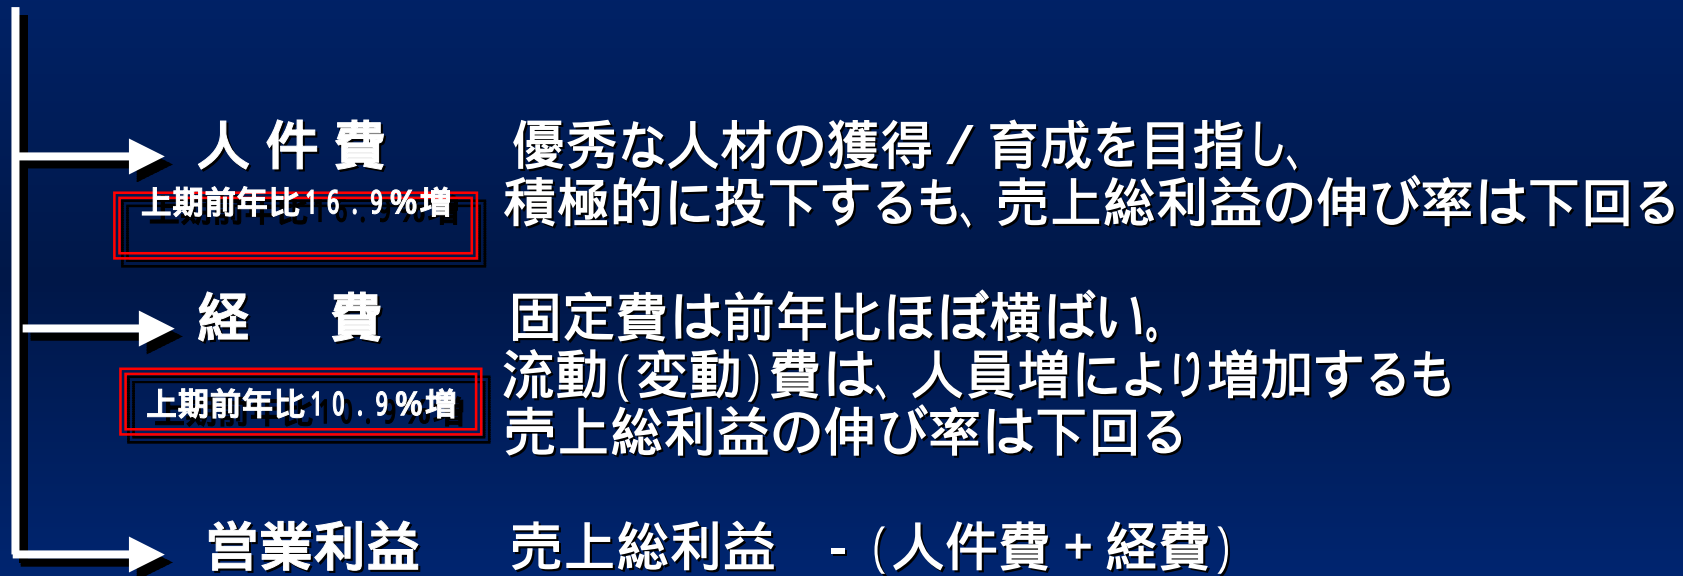 人件費 優秀な人材の獲得/育成を目指し、
上期前年比16.9%増 積極的に投下するも、売上総利益の伸び率は下回る
経 費 固定費は前年比ほぼ横ばい。
流動(変動)費は、人員増により増加するも
上期前年比10.9%増 売上総利益の伸び率は下回る
営業利益 売上総利益 -(人件費+経費)